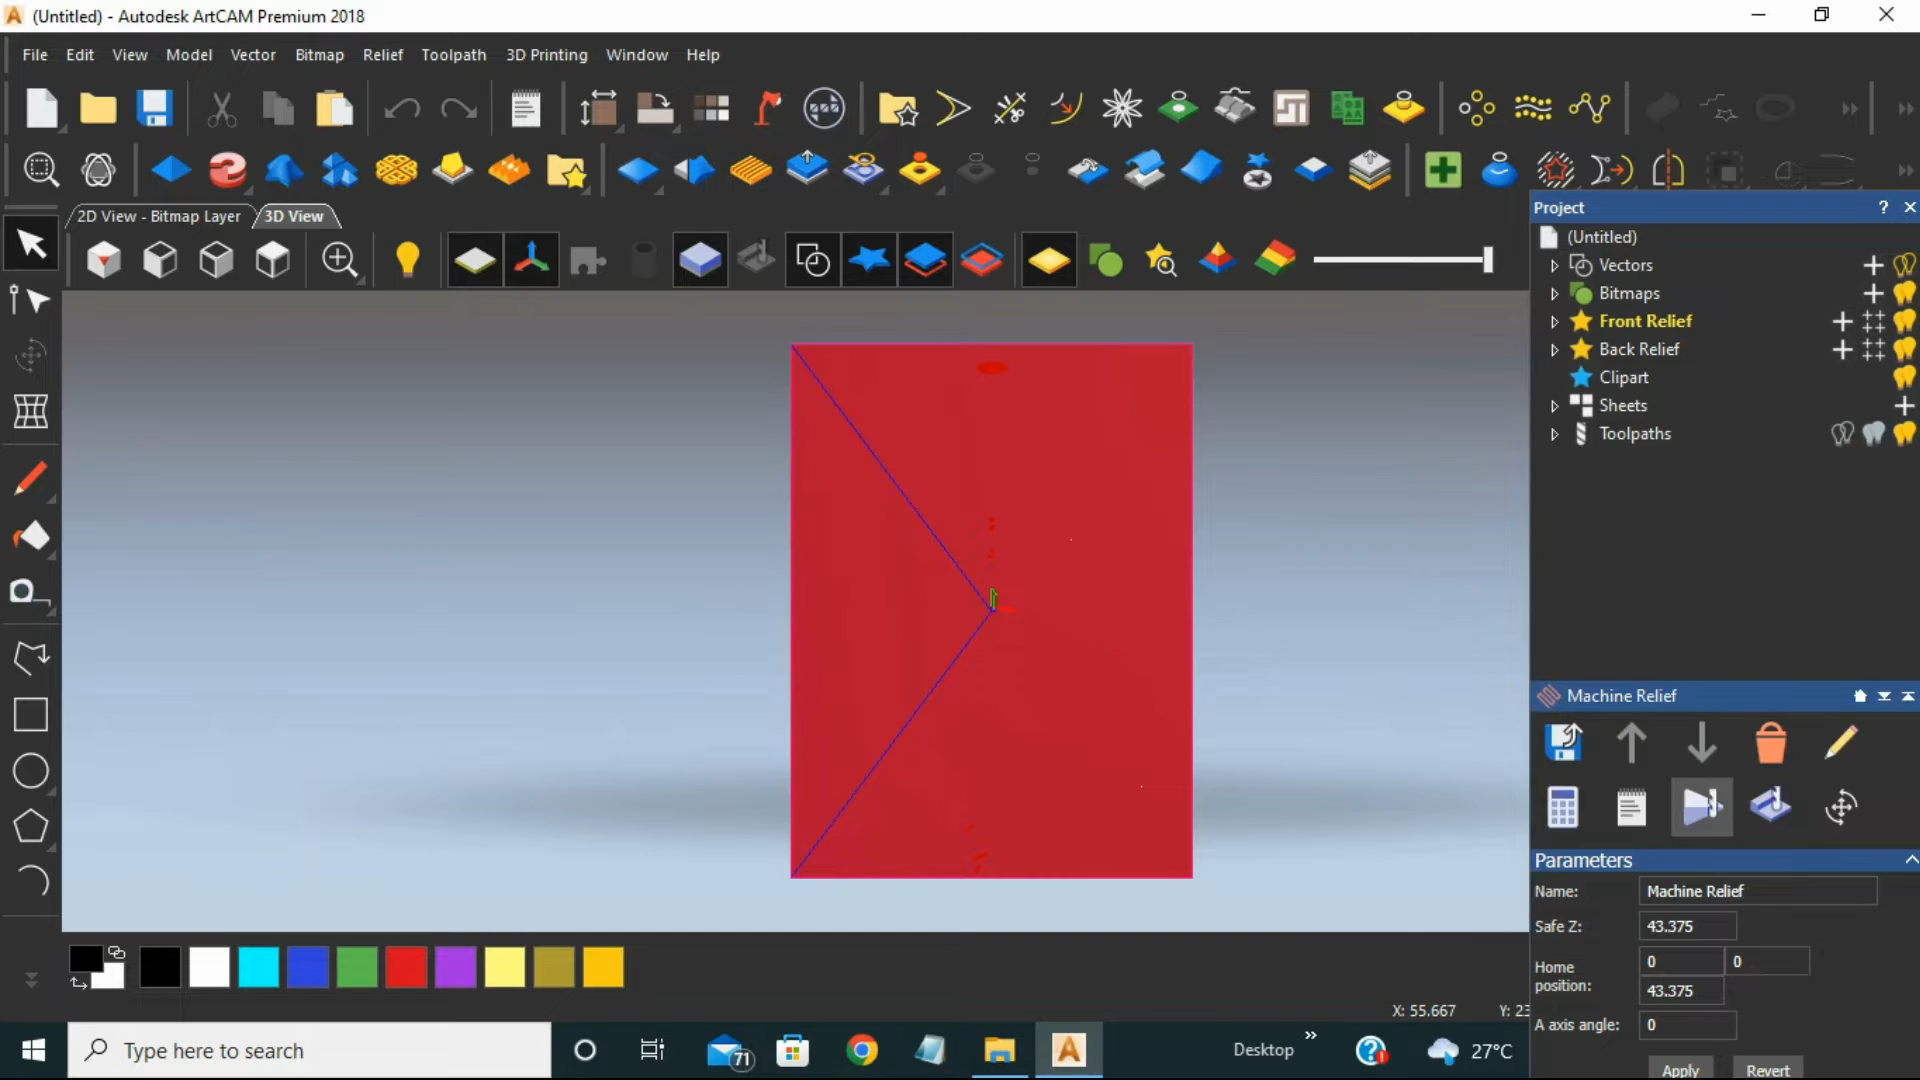 (Untitled) - Autodesk ArtCAM Premium 2018
File Edit View Model Vector Bitmap Relief Toolpath 3D Printing Window Help
2D View - Bitmap Layer 3D View
Project ?
(Untitled)
Vectors
Bitmaps
Front Relief
Back Relief
Clipart
Sheets
Toolpaths
Machine Relief
Parameters
Name: Machine Relief
Safe Z: 43.375
Home position: 0 0
43.375
A axis angle: 0
Apply Revert
X: 55.667 Y: 23
Type here to search
71
Desktop
27°C